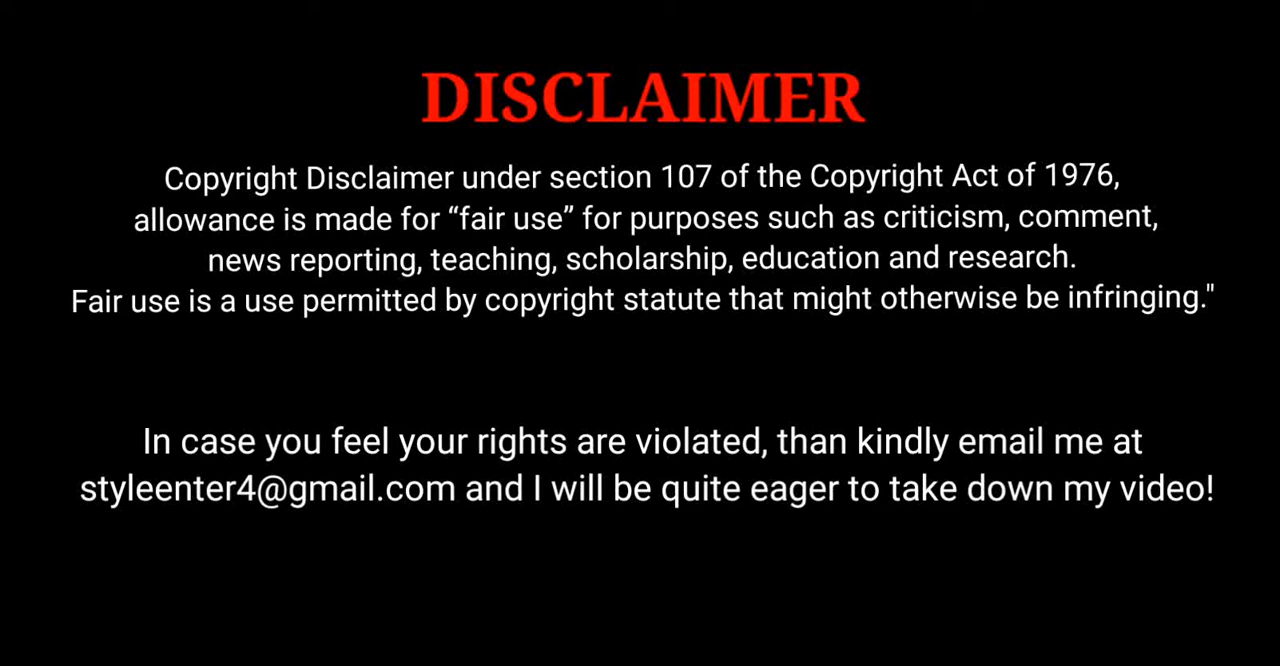 DISCLAIMER
Copyright Disclaimer under section 107 of the Copyright Act of 1976,
allowance is made for “fair use” for purposes such as criticism, comment,
news reporting, teaching, scholarship, education and research.
Fair use is a use permitted by copyright statute that might otherwise be infringing."
In case you feel your rights are violated, than kindly email me at
styleenter4@gmail.com and I will be quite eager to take down my video!